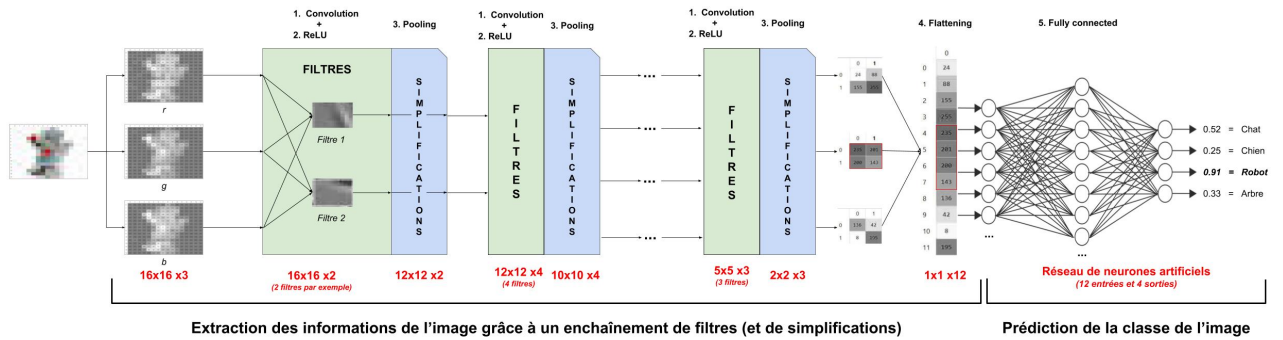 1. Convolution
+
2. ReLU
3. Pooling
1. Convolution
+
2. ReLU
3. Pooling
1. Convolution
+
2. ReLU
3. Pooling
4. Flattening
5. Fully connected
r
g
b
FILTRES
Filtre 1
Filtre 2
SIMPLIFICATIONS
FILTRES
SIMPLIFICATIONS
...
...
...
...
FILTRES
SIMPLIFICATIONS
0 1
0 24 88
1 155 255
0 1
0 235 201
1 200 143
0 1
0 136 42
1 8 195
0
0 24
1 88
2 155
3 255
4 235
5 201
6 200
7 143
8 136
9 42
10 8
11 195
...
...
0.52 = Chat
0.25 = Chien
0.91 = Robot
0.33 = Arbre
16x16 x3
16x16 x2
(2 filtres par exemple)
12x12 x2
12x12 x4
(4 filtres)
10x10 x4
5x5 x3
(3 filtres)
2x2 x3
1x1 x12
Réseau de neurones artificiels
(12 entrées et 4 sorties)
Extraction des informations de l'image grâce à un enchaînement de filtres (et de simplifications)
Prédiction de la classe de l'image